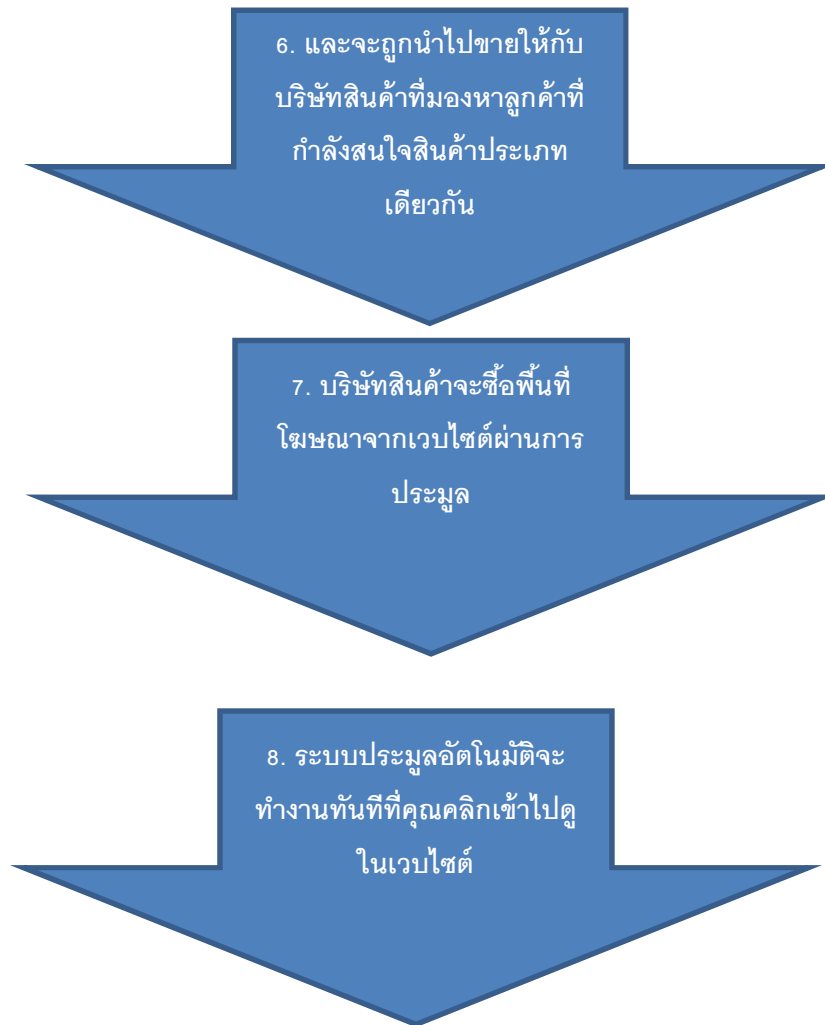 6. และจะถูกนำไปขายให้กับ
บริษัทสินค้าที่มองหาลูกค้าที่
กำลังสนใจสินค้าประเภท
เดียวกัน
7. บริษัทสินค้าจะซื้อพื้นที่
โฆษณาจากเวบไซต์ผ่านการ
ประมูล
8. ระบบประมูลอัตโนมัติจะ
ทำงานทันทีที่คุณคลิกเข้าไปดู
ในเวบไซต์